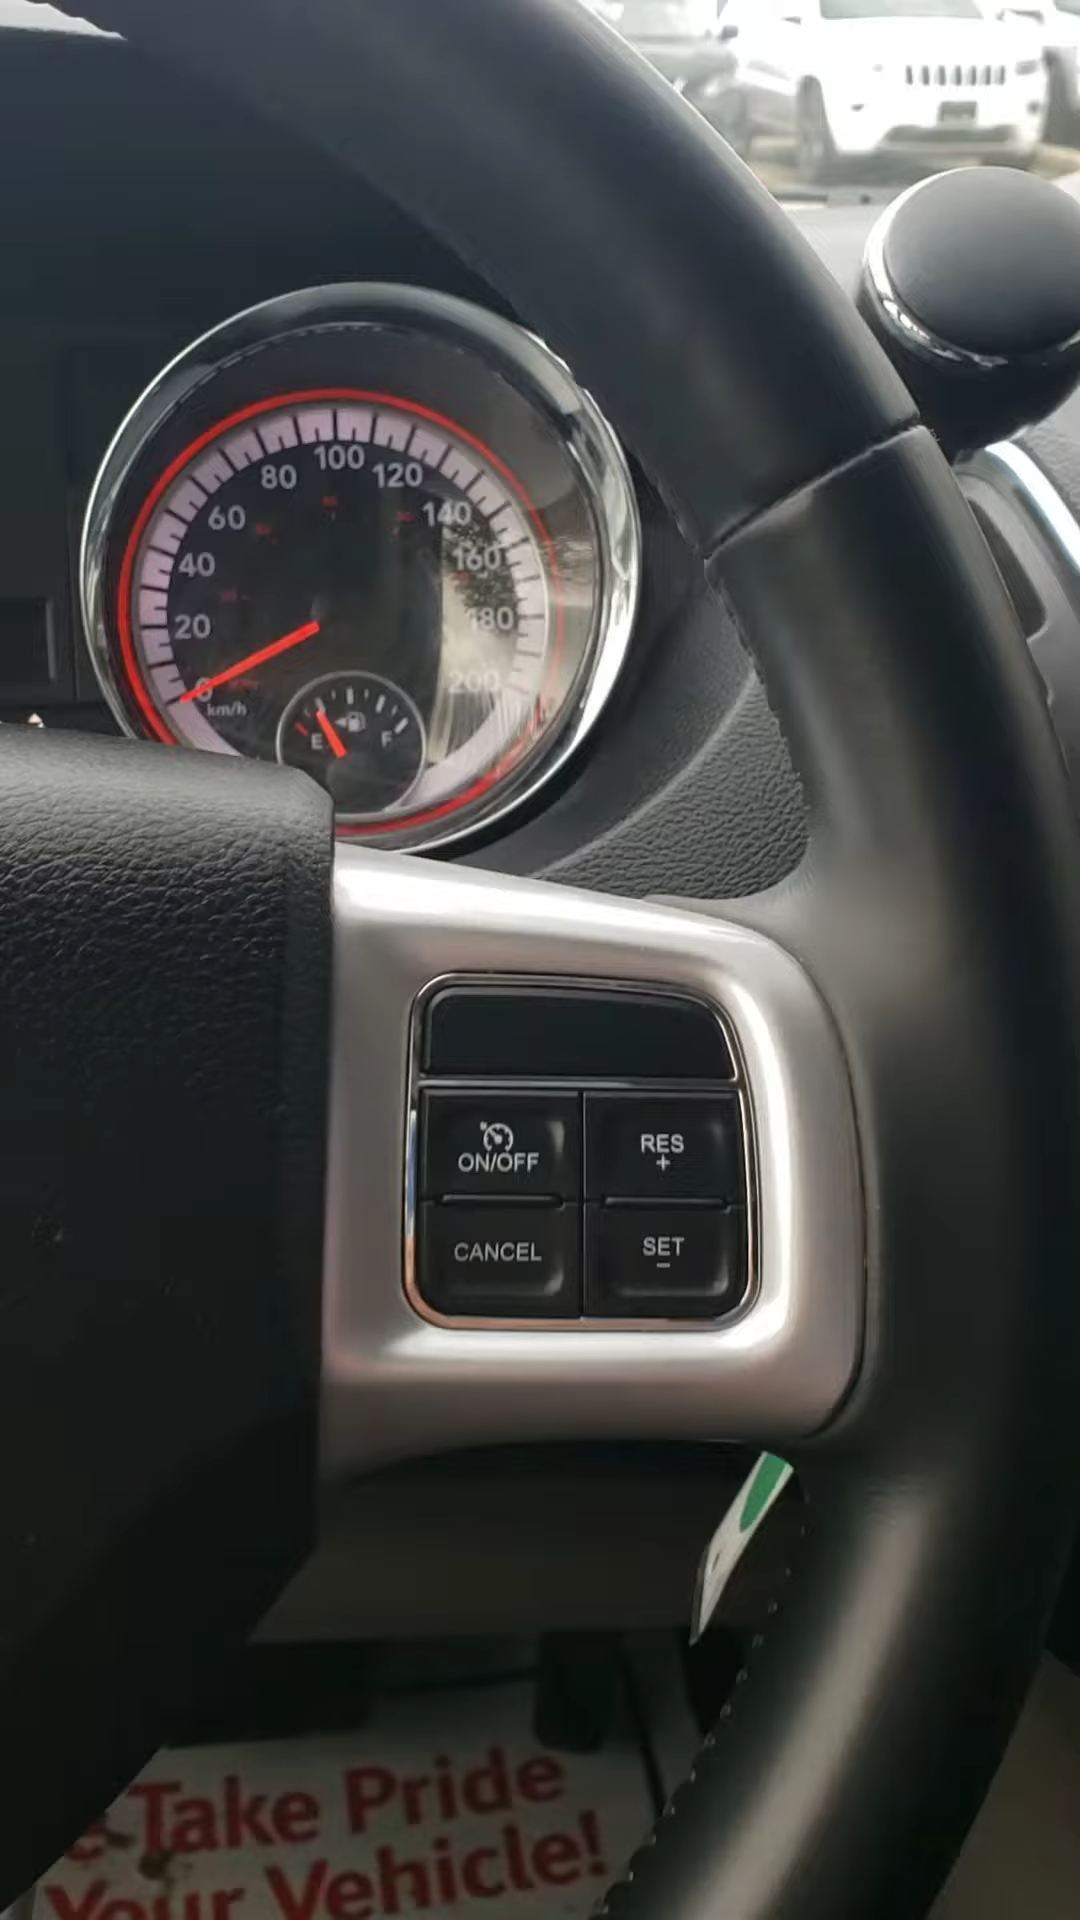 100
80
120
60
140
40
160
20
180
0
200
km/h
E
F
ON/OFF
RES
+
CANCEL
SET
-
Take Pride
Your Vehicle!